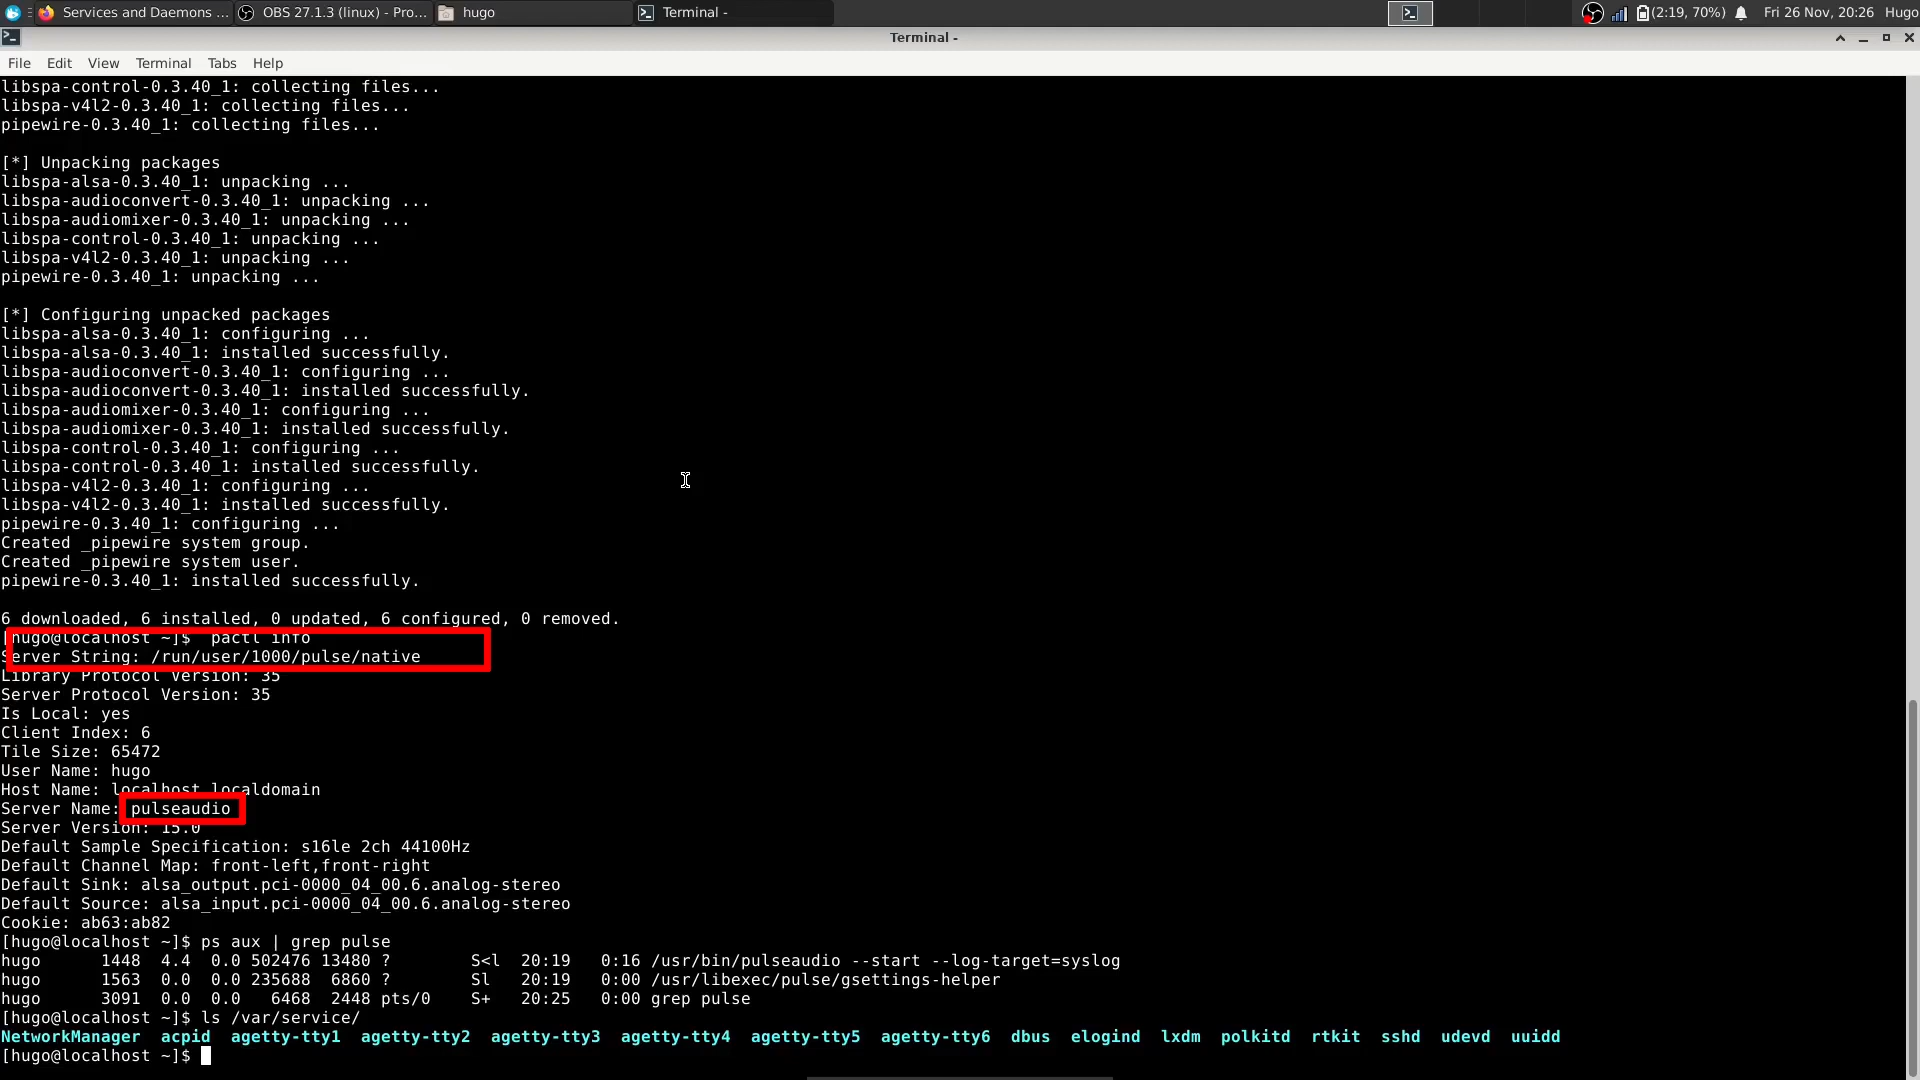 Services and Daemons ...
OBS 27.1.3 (linux) - Pro...
hugo
Terminal -
(2:19, 70%)
Fri 26 Nov, 20:26
Hugo
Terminal -
File Edit View Terminal Tabs Help
libspa-control-0.3.40_1: collecting files...
libspa-v4l2-0.3.40_1: collecting files...
pipewire-0.3.40_1: collecting files...
[*] Unpacking packages
libspa-alsa-0.3.40_1: unpacking ...
libspa-audioconvert-0.3.40_1: unpacking ...
libspa-audiomixer-0.3.40_1: unpacking ...
libspa-control-0.3.40_1: unpacking ...
libspa-v4l2-0.3.40_1: unpacking ...
pipewire-0.3.40_1: unpacking ...
[*] Configuring unpacked packages
libspa-alsa-0.3.40_1: configuring ...
libspa-alsa-0.3.40_1: installed successfully.
libspa-audioconvert-0.3.40_1: configuring ...
libspa-audioconvert-0.3.40_1: installed successfully.
libspa-audiomixer-0.3.40_1: configuring ...
libspa-audiomixer-0.3.40_1: installed successfully.
libspa-control-0.3.40_1: configuring ...
libspa-control-0.3.40_1: installed successfully.
libspa-v4l2-0.3.40_1: configuring ...
libspa-v4l2-0.3.40_1: installed successfully.
pipewire-0.3.40_1: configuring ...
Created _pipewire system group.
Created _pipewire system user.
pipewire-0.3.40_1: installed successfully.
6 downloaded, 6 installed, 0 updated, 6 configured, 0 removed.
[hugo@localhost ~]$  pactl info
Server String: /run/user/1000/pulse/native
Library Protocol Version: 35
Server Protocol Version: 35
Is Local: yes
Client Index: 6
Tile Size: 65472
User Name: hugo
Host Name: localhost.localdomain
Server Name: pulseaudio
Server Version: 15.0
Default Sample Specification: s16le 2ch 44100Hz
Default Channel Map: front-left,front-right
Default Sink: alsa_output.pci-0000_04_00.6.analog-stereo
Default Source: alsa_input.pci-0000_04_00.6.analog-stereo
Cookie: ab63:ab82
[hugo@localhost ~]$ ps aux | grep pulse
hugo      1448  4.4  0.0 502476 13480 ?        S<l  20:19   0:16 /usr/bin/pulseaudio --start --log-target=syslog
hugo      1563  0.0  0.0 235688  6860 ?        Sl   20:19   0:00 /usr/libexec/pulse/gsettings-helper
hugo      3091  0.0  0.0   6468  2448 pts/0    S+   20:25   0:00 grep pulse
[hugo@localhost ~]$ ls /var/service/
NetworkManager  acpid  agetty-tty1  agetty-tty2  agetty-tty3  agetty-tty4  agetty-tty5  agetty-tty6  dbus  elogind  lxdm  polkitd  rtkit  sshd  udevd  uuidd
[hugo@localhost ~]$